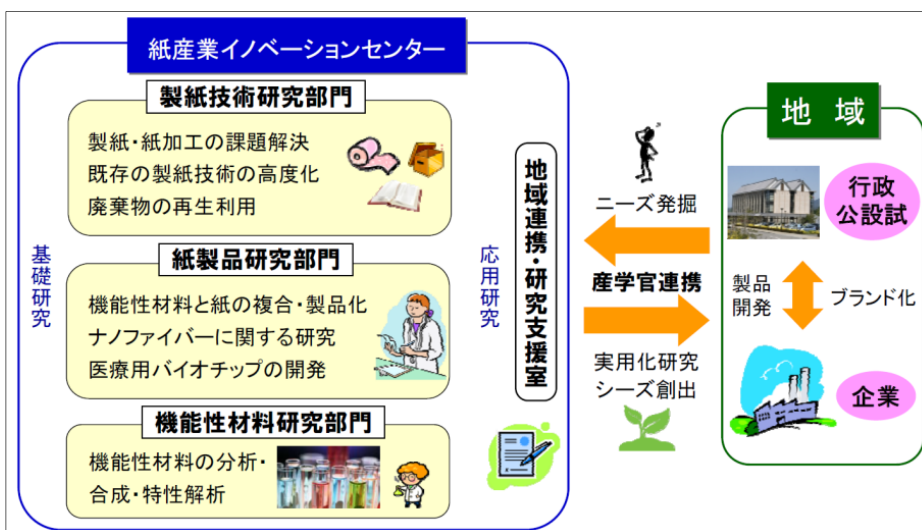 紙産業イノベーションセンター
製紙技術研究部門
製紙・紙加工の課題解決
既存の製紙技術の高度化
廃棄物の再生利用
紙製品研究部門
機能性材料と紙の複合・製品化
ナノファイバーに関する研究
医療用バイオチップの開発
機能性材料研究部門
機能性材料の分析・
合成・特性解析
基礎研究
応用研究
地域連携・研究支援室
ニーズ発掘
産学官連携
実用化研究
シーズ創出
地域
行政
公設試
製品
開発
ブランド化
企業